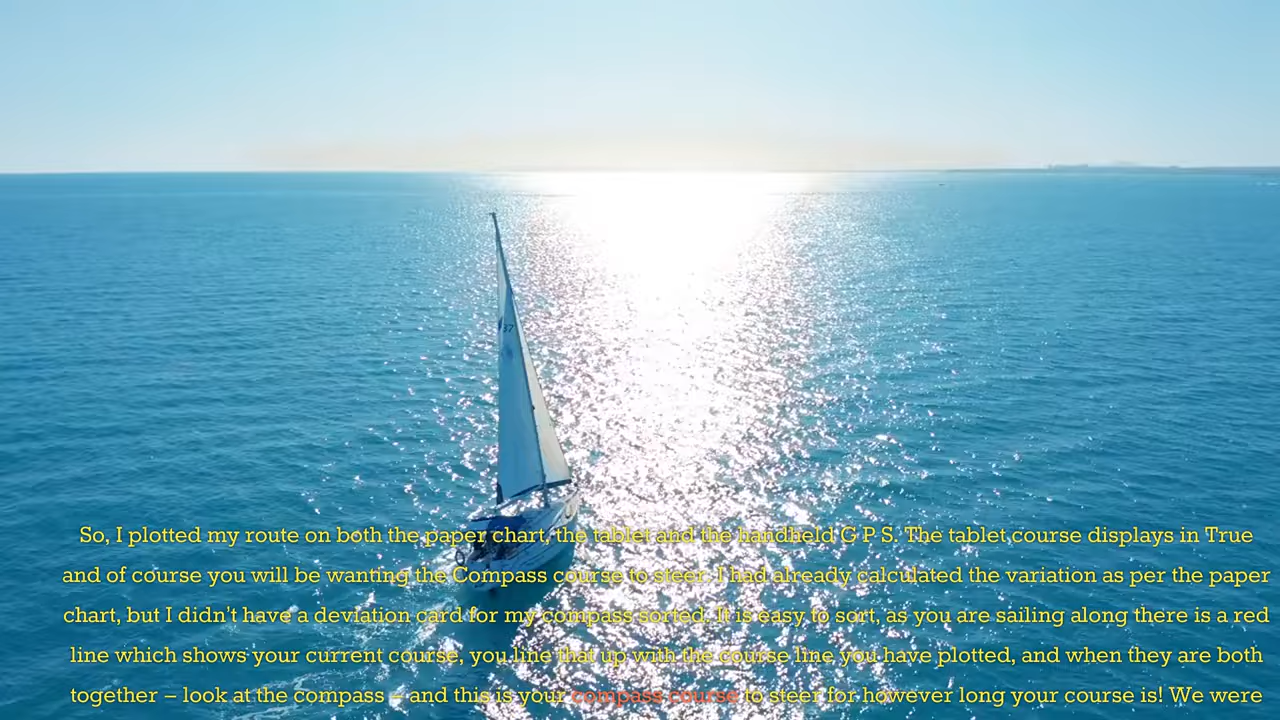 37
So, I plotted my route on both the paper chart, the tablet and the handheld G P S. The tablet course displays in True
and of course you will be wanting the Compass course to steer. I had already calculated the variation as per the paper
chart, but I didn't have a deviation card for my compass sorted. It is easy to sort, as you are sailing along there is a red
line which shows your current course, you line that up with the course line you have plotted, and when they are both
together – look at the compass – and this is your compass course to steer for however long your course is! We were